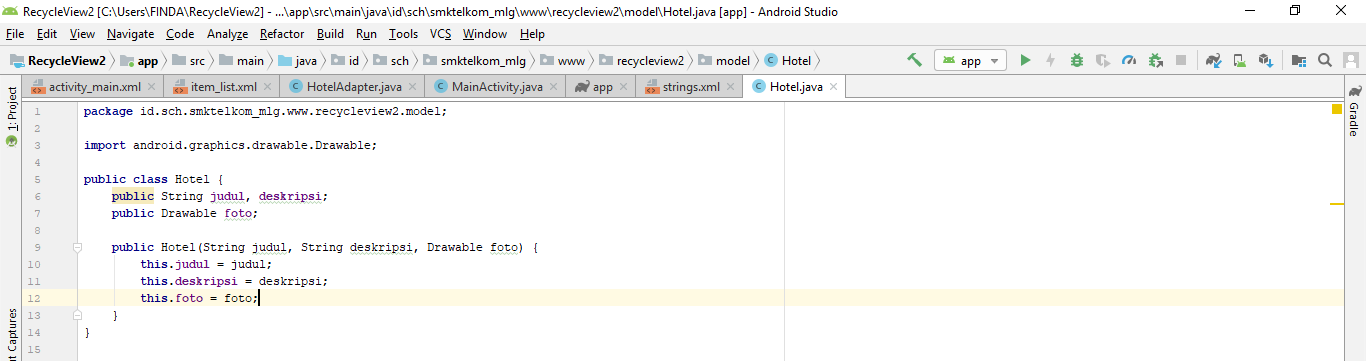 RecycleView2 [C:\Users\FINDA\RecycleView2] - ...\app\src\main\java\id\sch\smktelkom_mlg\www\recycleview2\model\Hotel.java [app] - Android Studio
File Edit View Navigate Code Analyze Refactor Build Run Tools VCS Window Help
RecycleView2 app src main java id sch smktelkom_mlg www recycleview2 model Hotel app
activity_main.xml item_list.xml HotelAdapter.java MainActivity.java app strings.xml Hotel.java
1: Project
Gradle
1 package id.sch.smktelkom_mlg.www.recycleview2.model;
2
3 import android.graphics.drawable.Drawable;
4
5 public class Hotel {
6 public String judul, deskripsi;
7 public Drawable foto;
8
9 public Hotel(String judul, String deskripsi, Drawable foto) {
10 this.judul = judul;
11 this.deskripsi = deskripsi;
12 this.foto = foto;
13 }
14 }
15
t Captures